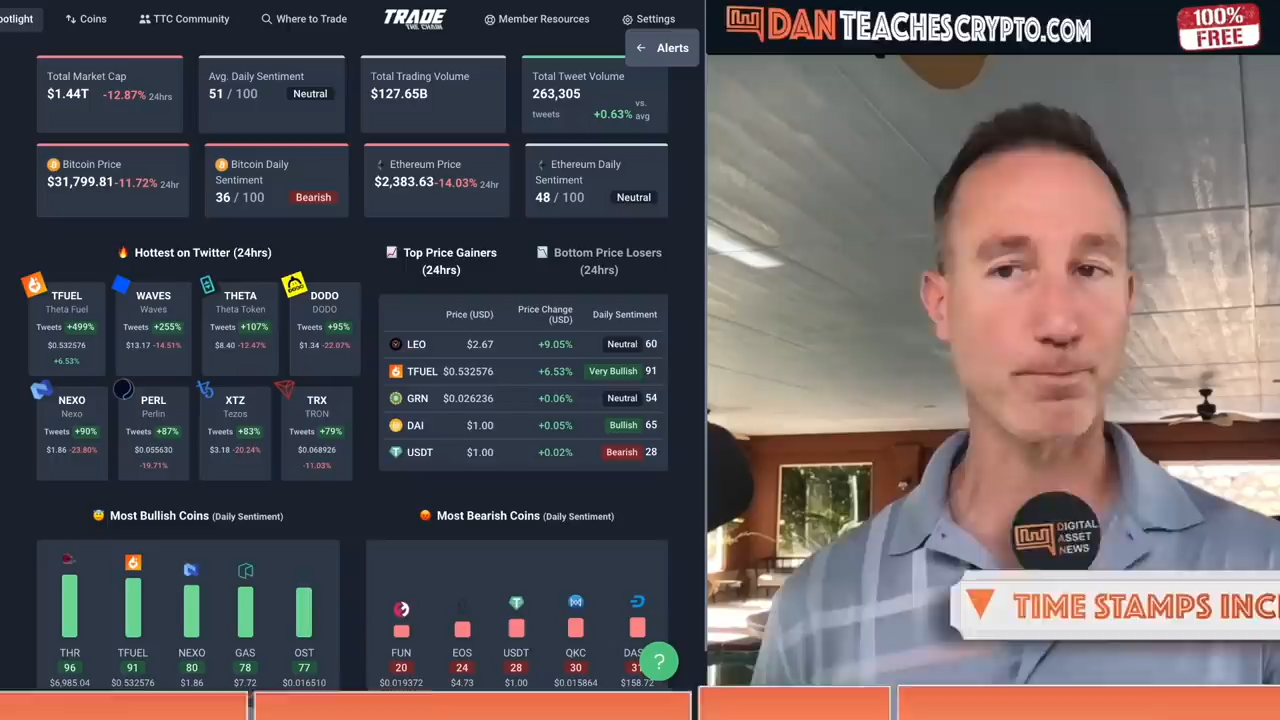 potlight
Coins
TTC Community
Where to Trade
TRADE
THE CHAIN
Member Resources
Settings
Alerts
Total Market Cap
$1.44T -12.87% 24hrs
Avg. Daily Sentiment
51 / 100 Neutral
Total Trading Volume
$127.65B
Total Tweet Volume
263,305
tweets +0.63% vs. avg
Bitcoin Price
$31,799.81 -11.72% 24hr
Bitcoin Daily
Sentiment
36 / 100 Bearish
Ethereum Price
$2,383.63 -14.03% 24hr
Ethereum Daily
Sentiment
48 / 100 Neutral
Hottest on Twitter (24hrs)
TFUEL
Theta Fuel
Tweets +499%
$0.532576
+6.53%
WAVES
Waves
Tweets +255%
$13.17 -14.51%
THETA
Theta Token
Tweets +107%
$8.40 -12.47%
DODO
DODO
DODO
Tweets +95%
$1.34 -22.07%
NEXO
Nexo
Tweets +90%
$1.86 -23.80%
PERL
Perlin
Tweets +87%
$0.055630
-19.71%
XTZ
Tezos
Tweets +83%
$3.18 -20.24%
TRX
TRON
Tweets +79%
$0.068926
-11.03%
Top Price Gainers
(24hrs)
Bottom Price Losers
(24hrs)
Price (USD) Price Change (USD) Daily Sentiment
LEO $2.67 +9.05% Neutral 60
TFUEL $0.532576 +6.53% Very Bullish 91
GRN $0.026236 +0.06% Neutral 54
DAI $1.00 +0.05% Bullish 65
USDT $1.00 +0.02% Bearish 28
Most Bullish Coins (Daily Sentiment)
THR TFUEL NEXO GAS OST
96 91 80 78 77
$6,985.04 $0.532576 $1.86 $7.72 $0.016510
Most Bearish Coins (Daily Sentiment)
FUN EOS USDT QKC DAS
20 24 28 30 31
$0.019372 $4.73 $1.00 $0.015864 $158.72
?
DANTEACHESCRYPTO.COM
100%
FREE
DIGITAL
ASSET
NEWS
TIME STAMPS INC